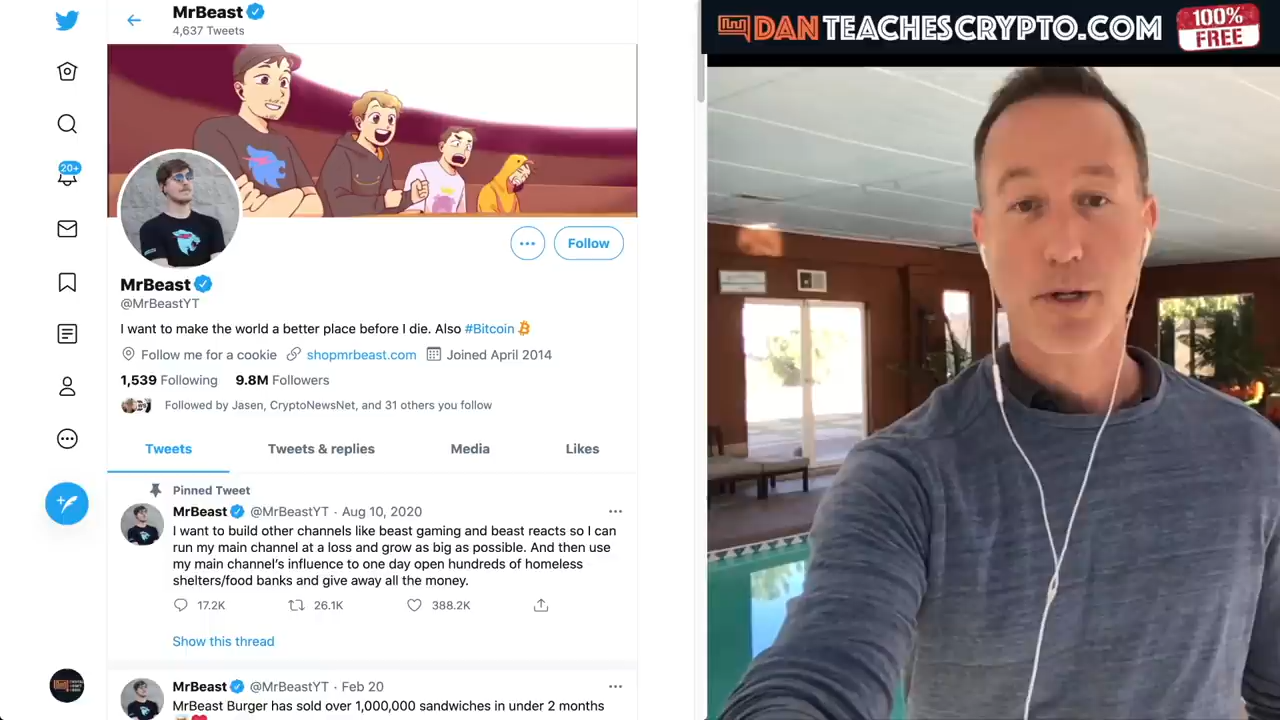 MrBeast
4,637 Tweets
Follow
MrBeast
@MrBeastYT
I want to make the world a better place before I die. Also #Bitcoin
Follow me for a cookie shopmrbeast.com Joined April 2014
1,539 Following 9.8M Followers
Followed by Jasen, CryptoNewsNet, and 31 others you follow
Tweets Tweets & replies Media Likes
Pinned Tweet
MrBeast @MrBeastYT · Aug 10, 2020
I want to build other channels like beast gaming and beast reacts so I can
run my main channel at a loss and grow as big as possible. And then use
my main channel's influence to one day open hundreds of homeless
shelters/food banks and give away all the money.
17.2K 26.1K 388.2K
Show this thread
MrBeast @MrBeastYT · Feb 20
MrBeast Burger has sold over 1,000,000 sandwiches in under 2 months
20+
DANTEACHESCRYPTO.COM
100%
FREE